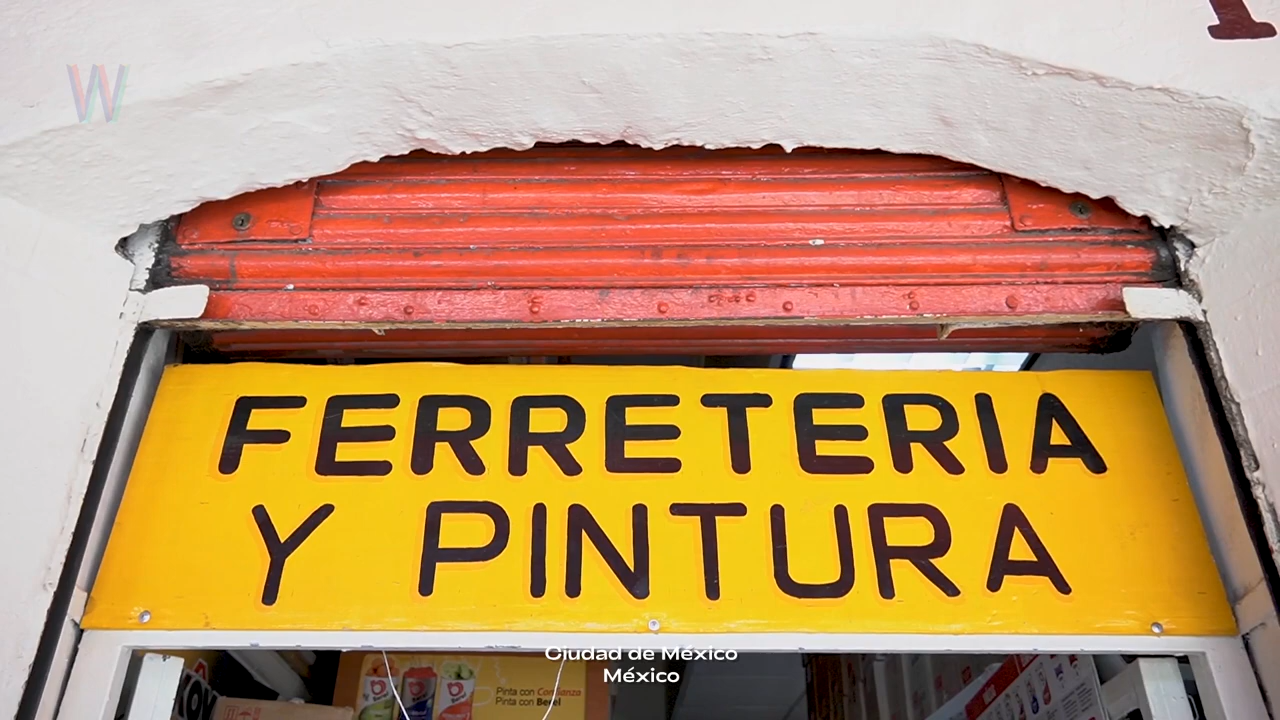 W
FERRETERIA
Y PINTURA
Ciudad de México
México
Pinta con Confianza
Pinta con Berel